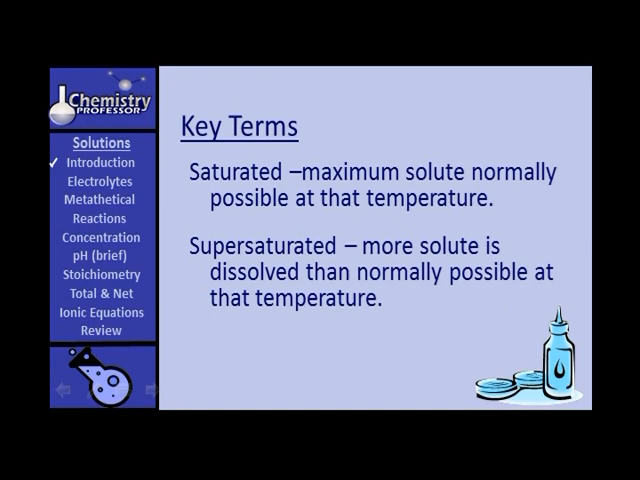 Chemistry
PROFESSOR
Solutions
Introduction
Electrolytes
Metathetical
Reactions
Concentration
pH (brief)
Stoichiometry
Total & Net
Ionic Equations
Review
Key Terms
Saturated –maximum solute normally
possible at that temperature.
Supersaturated – more solute is
dissolved than normally possible at
that temperature.